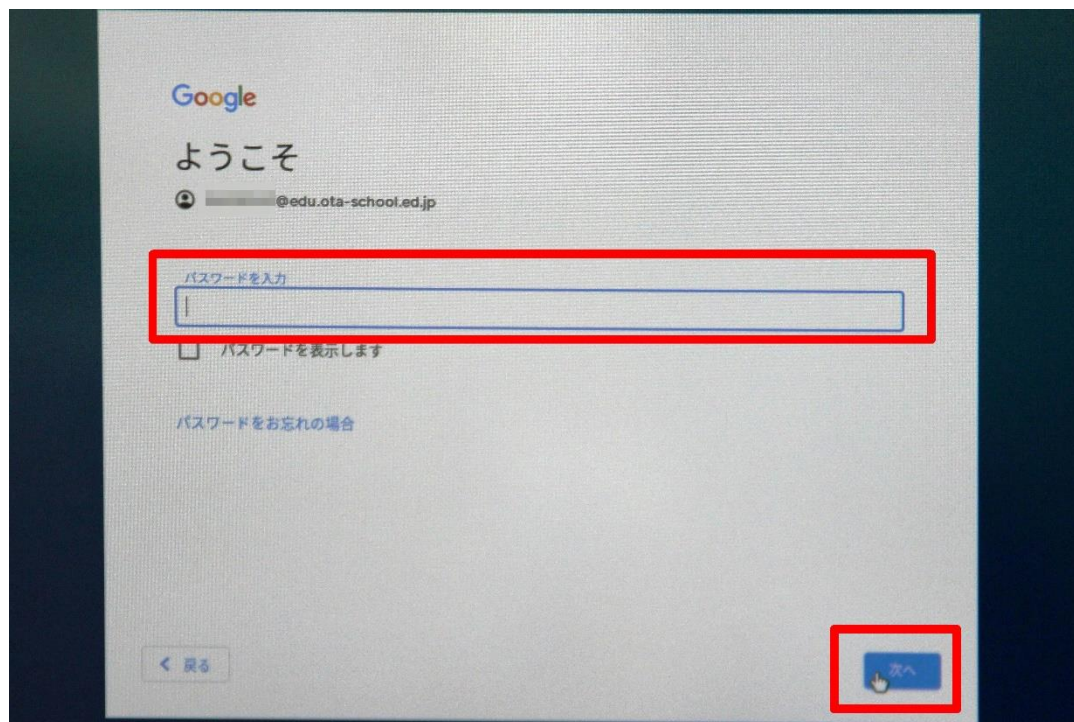 Google
ようこそ
@edu.ota-school.ed.jp
パスワードを入力
パスワードを表示します
パスワードをお忘れの場合
戻る
次へ